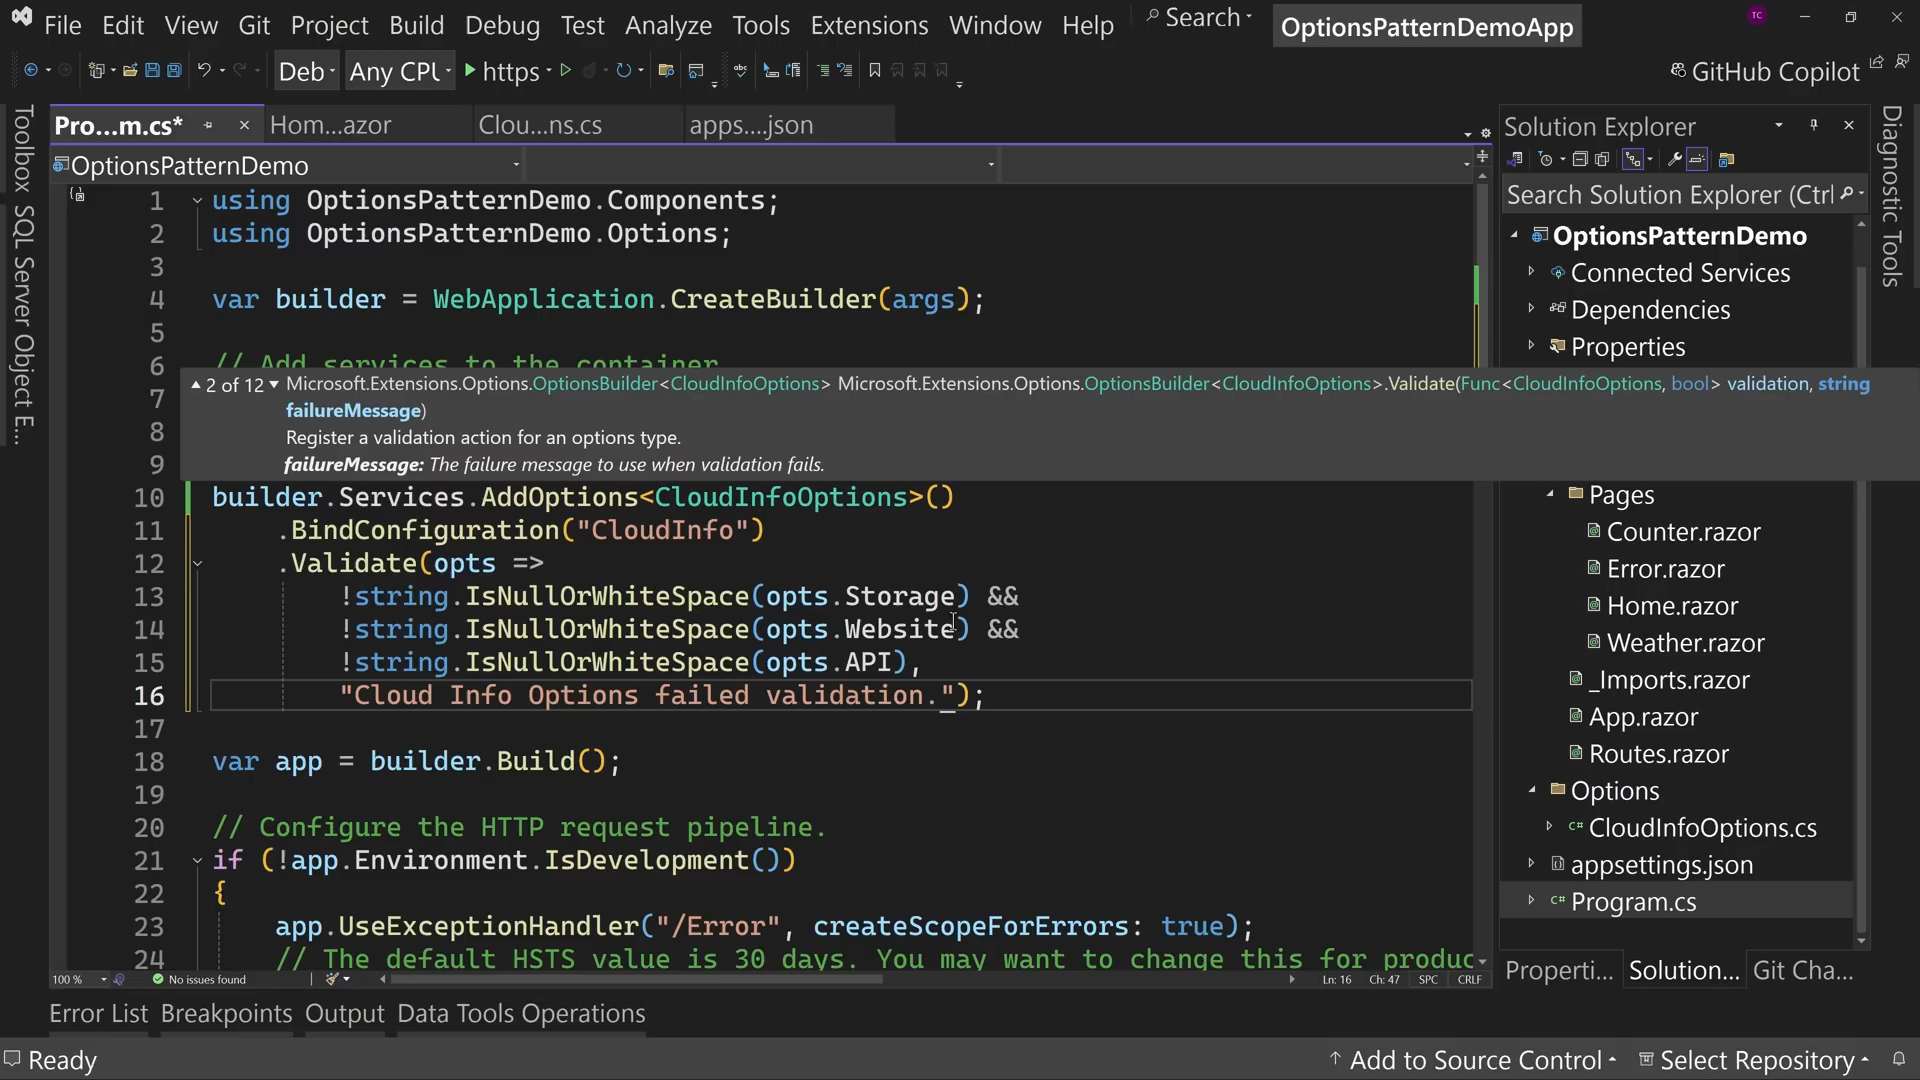 File Edit View Git Project Build Debug Test Analyze Tools Extensions Window Help Search OptionsPatternDemoApp TC
Deb Any CPU https GitHub Copilot
Toolbox
SQL Server Object E...
Pro...m.cs* Hom...azor Clou...ns.cs apps....json
OptionsPatternDemo
1 using OptionsPatternDemo.Components;
2 using OptionsPatternDemo.Options;
3
4 var builder = WebApplication.CreateBuilder(args);
5
6 // Add services to the container
7
8
9
2 of 12 Microsoft.Extensions.Options.OptionsBuilder<CloudInfoOptions> Microsoft.Extensions.Options.OptionsBuilder<CloudInfoOptions>.Validate(Func<CloudInfoOptions, bool> validation, string
failureMessage)
Register a validation action for an options type.
failureMessage: The failure message to use when validation fails.
10 builder.Services.AddOptions<CloudInfoOptions>()
11 .BindConfiguration("CloudInfo")
12 .Validate(opts =>
13 !string.IsNullOrWhiteSpace(opts.Storage) &&
14 !string.IsNullOrWhiteSpace(opts.Website) &&
15 !string.IsNullOrWhiteSpace(opts.API),
16 "Cloud Info Options failed validation.");
17
18 var app = builder.Build();
19
20 // Configure the HTTP request pipeline.
21 if (!app.Environment.IsDevelopment())
22 {
23 app.UseExceptionHandler("/Error", createScopeForErrors: true);
24 // The default HSTS value is 30 days. You may want to change this for produc
100 % No issues found Ln: 16 Ch: 47 SPC CRLF
Solution Explorer
Search Solution Explorer (Ctrl
OptionsPatternDemo
Connected Services
Dependencies
Properties
Pages
Counter.razor
Error.razor
Home.razor
Weather.razor
_Imports.razor
App.razor
Routes.razor
Options
CloudInfoOptions.cs
appsettings.json
Program.cs
Properti... Solution... Git Cha...
Diagnostic Tools
Error List Breakpoints Output Data Tools Operations
Ready Add to Source Control Select Repository